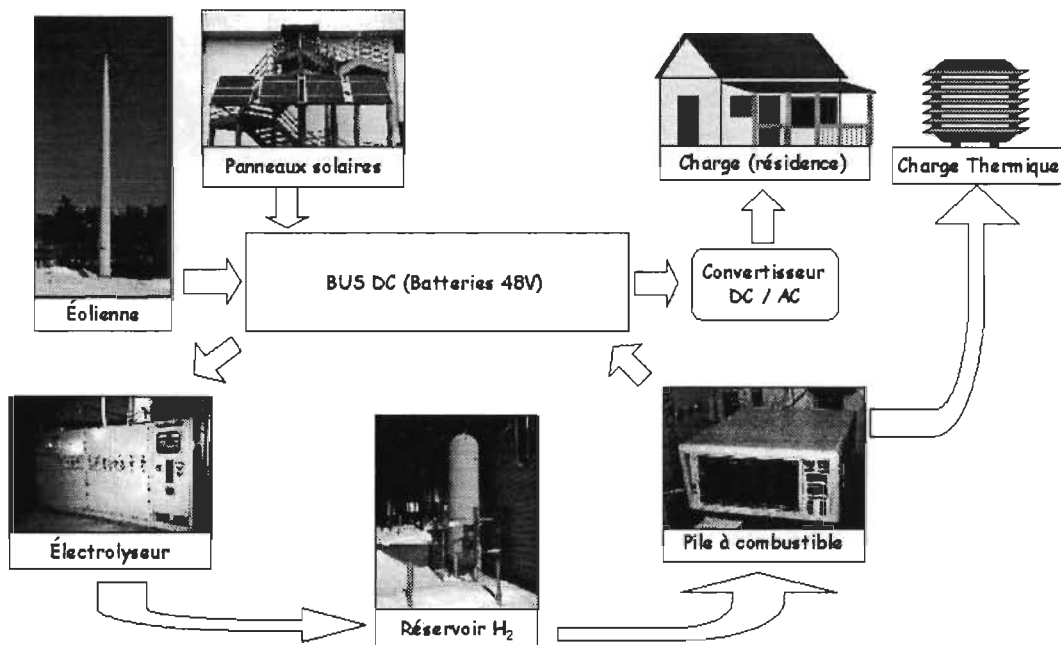 Panneaux solaires
Charge (résidence)
Charge Thermique
Éolienne
BUS DC (Batteries 48V)
Convertisseur
DC / AC
Électrolyseur
Réservoir H₂
Pile à combustible